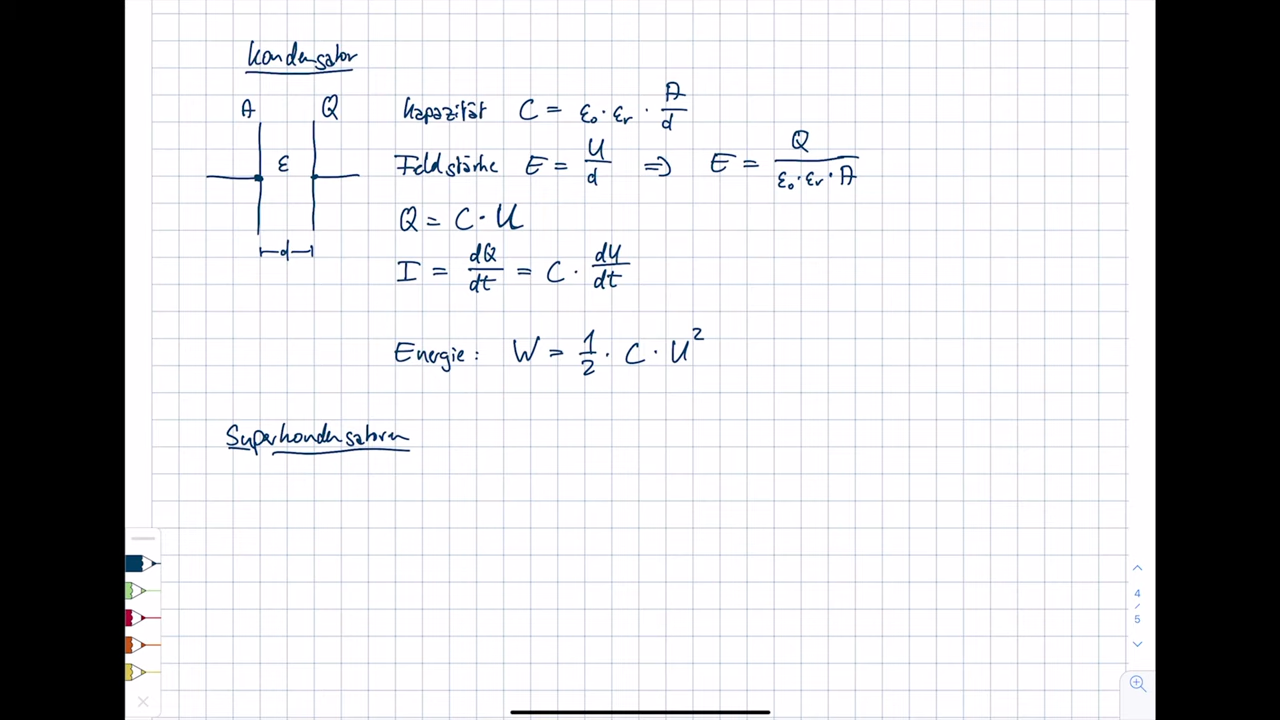 Kondensator
A Q
ε
d
Kapazität C = ε₀ · εᵣ · A/d
Feldstärke E = U/d ⇒ E = Q/(ε₀ · εᵣ · A)
Q = C · U
I = dQ/dt = C · dU/dt
Energie: W = 1/2 · C · U²
Superkondensatoren
4
/
5